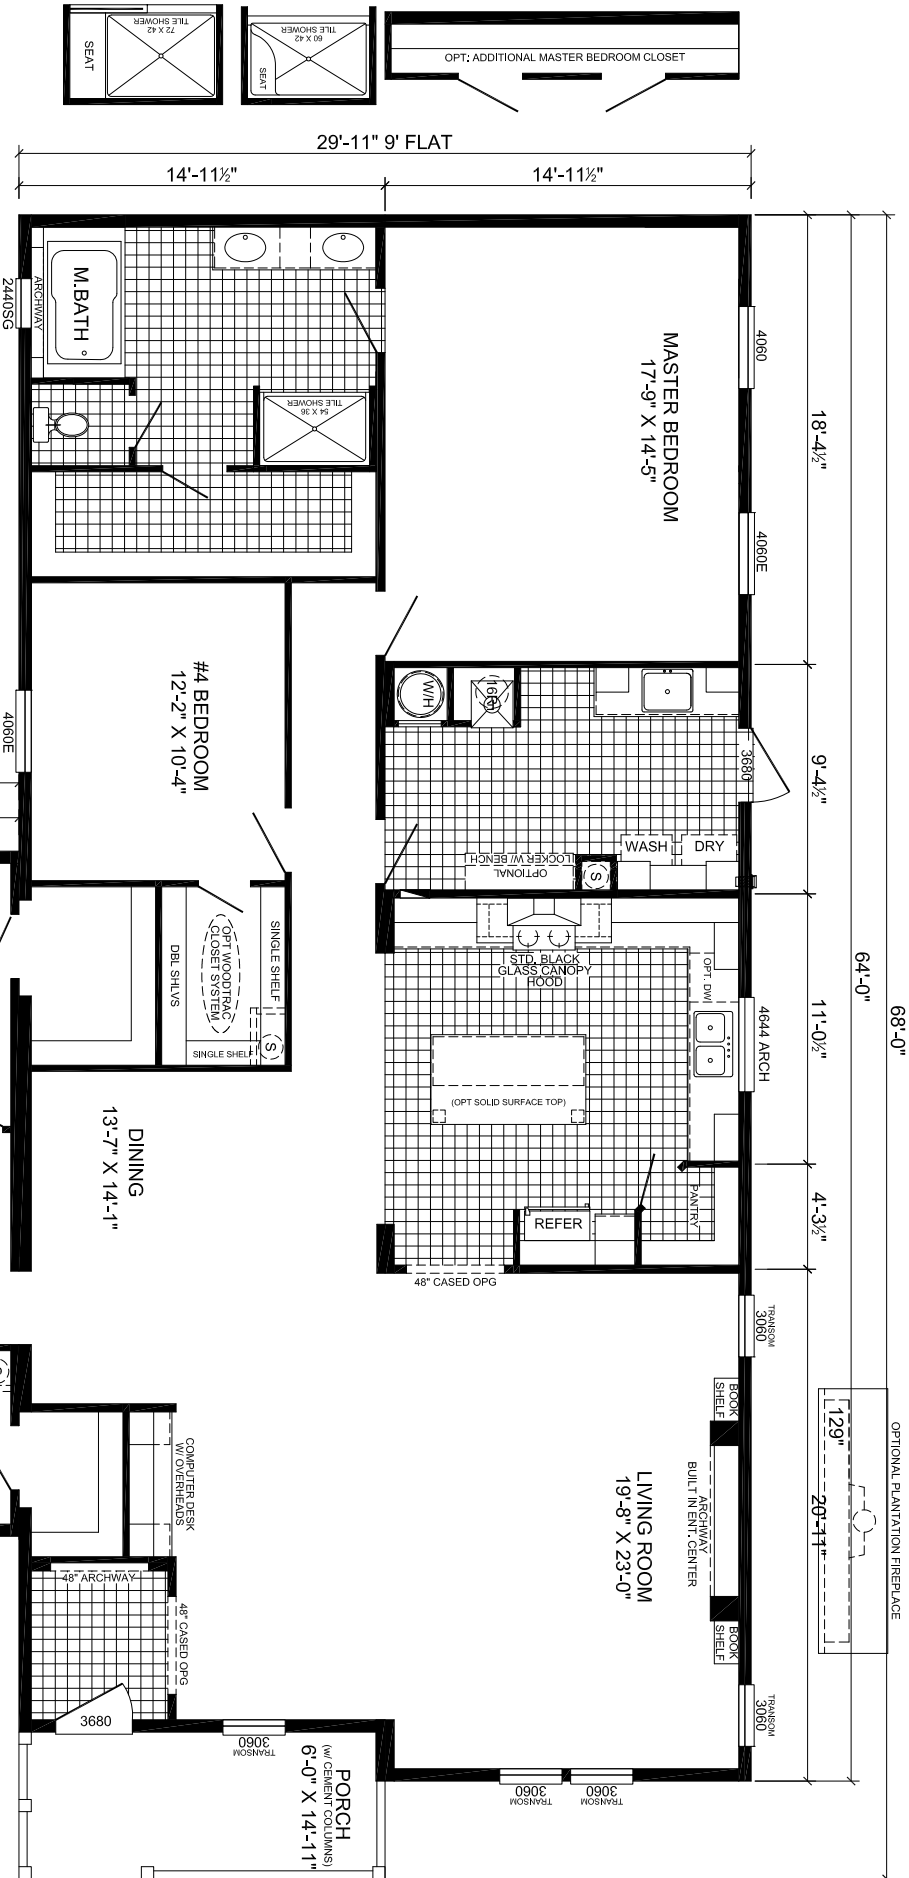 SEAT
72 X 42
TILE SHOWER
60 X 42
TILE SHOWER
SEAT
OPT: ADDITIONAL MASTER BEDROOM CLOSET
29'-11" 9' FLAT
14'-11½"
14'-11½"
M.BATH
ARCHWAY
2440SG
54 X 36
TILE SHOWER
MASTER BEDROOM
17'-9" X 14'-5"
4060
4060E
18'-4½"
#4 BEDROOM
12'-2" X 10'-4"
4060E
W/H
3680
9'-4½"
WASH
DRY
OPTIONAL
LOCKER W/ BENCH
S
SINGLE SHELF
OPT WOODTRAC
CLOSET SYSTEM
DBL SHLVS
SINGLE SHELF
S
STD. BLACK
GLASS CANOPY
HOOD
OPT. DW
4644 ARCH
11'-0½"
64'-0"
68'-0"
(OPT SOLID SURFACE TOP)
DINING
13'-7" X 14'-1"
PANTRY
REFER
4'-3½"
48" CASED OPG
TRANSOM
3060
BOOK
SHELF
129"
OPTIONAL PLANTATION FIREPLACE
COMPUTER DESK
W/ OVERHEADS
LIVING ROOM
19'-8" X 23'-0"
ARCHWAY
BUILT IN ENT. CENTER
20'-11"
48" ARCHWAY
48" CASED OPG
BOOK
SHELF
TRANSOM
3060
3680
3060
TRANSOM
PORCH
(w/ CEMENT COLUMNS)
6'-0" X 14'-11"
3060
TRANSOM
3060
TRANSOM